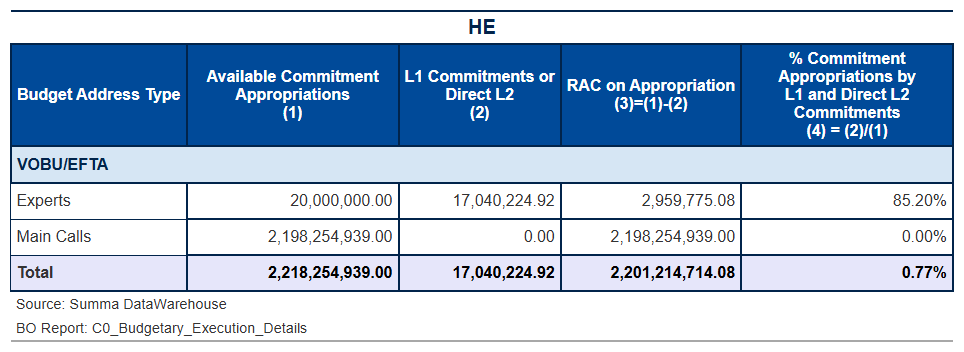 HE
Budget Address Type
Available Commitment
Appropriations
(1)
L1 Commitments or
Direct L2
(2)
RAC on Appropriation
(3)=(1)-(2)
% Commitment
Appropriations by
L1 and Direct L2
Commitments
(4) = (2)/(1)
VOBU/EFTA
Experts 20,000,000.00 17,040,224.92 2,959,775.08 85.20%
Main Calls 2,198,254,939.00 0.00 2,198,254,939.00 0.00%
Total 2,218,254,939.00 17,040,224.92 2,201,214,714.08 0.77%
Source: Summa DataWarehouse
BO Report: C0_Budgetary_Execution_Details